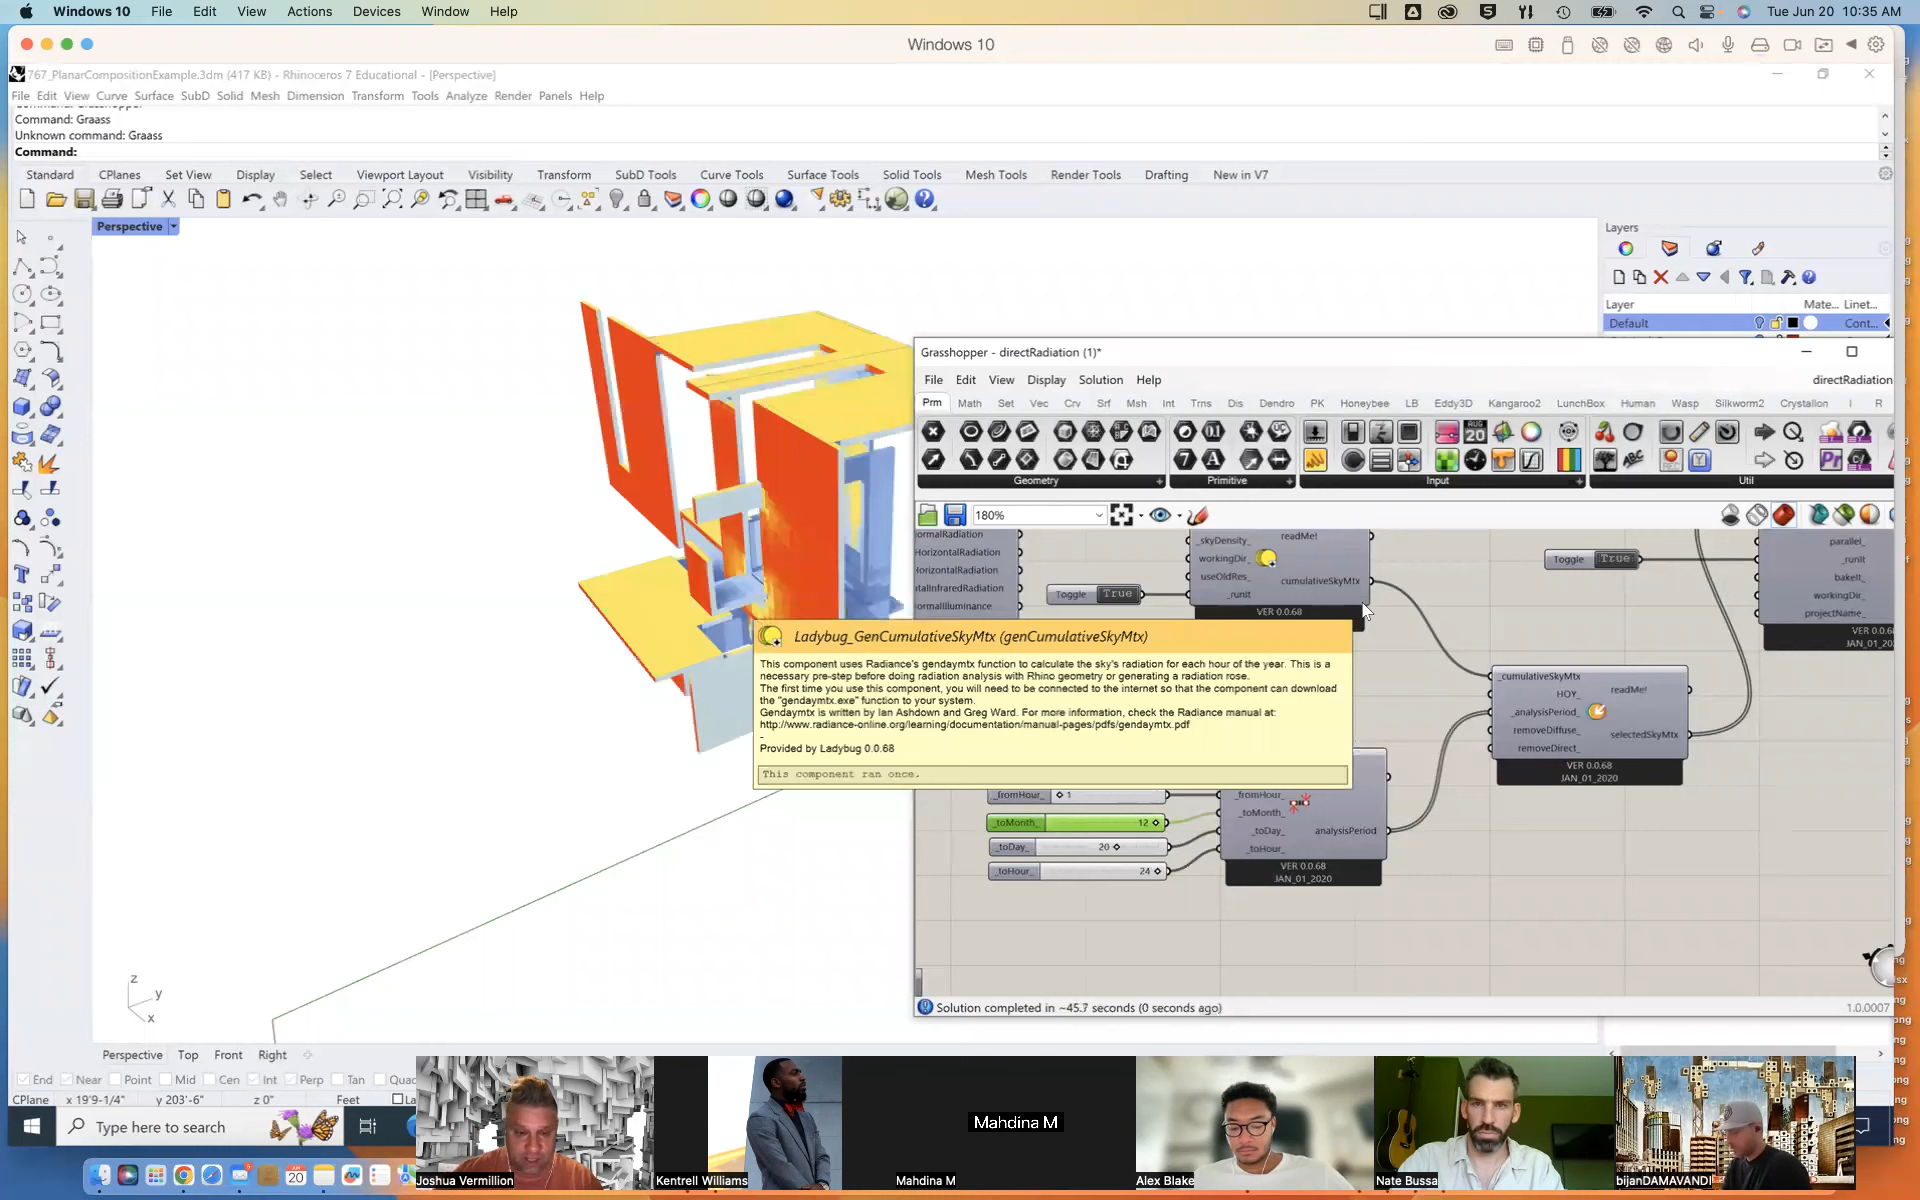 Windows 10 File Edit View Actions Devices Window Help
Tue Jun 20 10:35 AM
Windows 10
767_PlanarCompositionExample.3dm (417 KB) - Rhinoceros 7 Educational - [Perspective]
File Edit View Curve Surface SubD Solid Mesh Dimension Transform Tools Analyze Render Panels Help
Command: Graass
Unknown command: Graass
Command:
Standard CPlanes Set View Display Select Viewport Layout Visibility Transform SubD Tools Curve Tools Surface Tools Solid Tools Mesh Tools Render Tools Drafting New in V7
Perspective
Layers
Layer Mate... Linet...
Default Cont...
Grasshopper - directRadiation (1)*
File Edit View Display Solution Help directRadiation
Prm Math Set Vec Crv Srf Msh Int Trns Dis Dendro PK Honeybee LB Eddy3D Kangaroo2 LunchBox Human Wasp Silkworm2 Crystallon I R
Geometry Primitive Input Util
180%
ormalRadiation
HorizontalRadiation
HorizontalRadiation
talInfraredRadiation
ormalIlluminance
Toggle True
_skyDensity_
workingDir_
useOldRes_
_runit
readMe!
cumulativeSkyMtx
VER 0.0.68
Toggle True
parallel_
_runIt
bakeIt_
workingDir_
projectName_
VER 0.0.68
JAN_01_20
Ladybug_GenCumulativeSkyMtx (genCumulativeSkyMtx)
This component uses Radiance's gendaymtx function to calculate the sky's radiation for each hour of the year. This is a
necessary pre-step before doing radiation analysis with Rhino geometry or generating a radiation rose.
The first time you use this component, you will need to be connected to the internet so that the component can download
the "gendaymtx.exe" function to your system.
Gendaymtx is written by Ian Ashdown and Greg Ward. For more information, check the Radiance manual at:
http://www.radiance-online.org/learning/documentation/manual-pages/pdfs/gendaymtx.pdf
-
Provided by Ladybug 0.0.68
This component ran once.
_cumulativeSkyMtx
HOY_
_analysisPeriod_
removeDiffuse_
removeDirect_
readMe!
selectedSkyMtx
VER 0.0.68
JAN_01_2020
_fromHour_ 1
_toMonth_ 12
_toDay_ 20
_toHour_ 24
_fromHour_
_toMonth_
_toDay_
_toHour_
analysisPeriod
VER 0.0.68
JAN_01_2020
Solution completed in ~45.7 seconds (0 seconds ago)
1.0.0007
z
y
x
Perspective Top Front Right
End Near Point Mid Cen Int Perp Tan Quad
CPlane x 19'9-1/4" y 203'-6" z 0" Feet
Type here to search
Mahdina M
Joshua Vermillion
Kentrell Williams
Mahdina M
Alex Blake
Nate Bussa
bijanDAMAVANDI
JUN
20